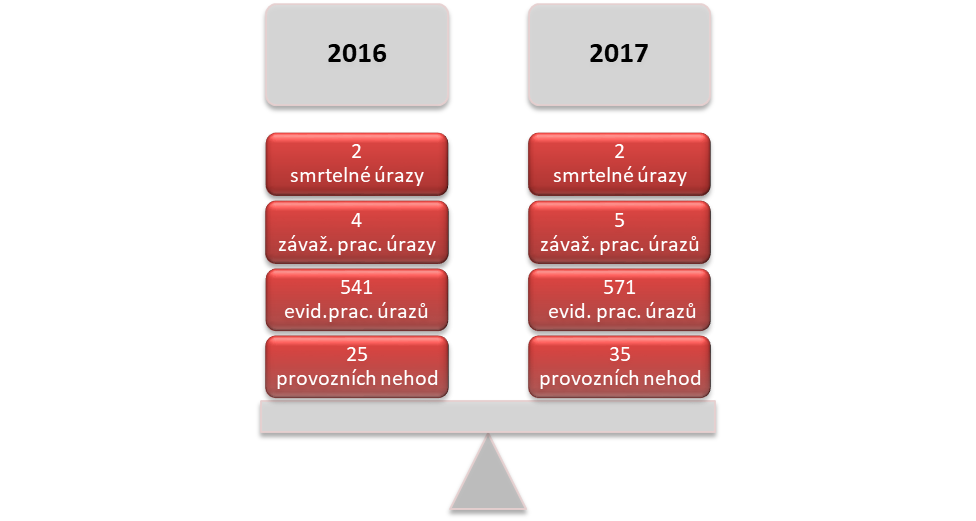 2016
2
smrtelné úrazy
4
závaž. prac. úrazy
541
evid.prac. úrazů
25
provozních nehod
2017
2
smrtelné úrazy
5
závaž. prac. úrazů
571
evid. prac. úrazů
35
provozních nehod